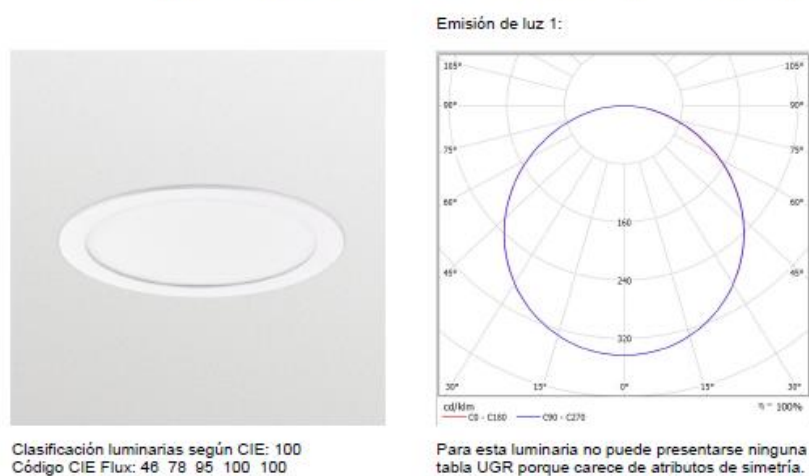 Emisión de luz 1:
105° 105°
90° 90°
75° 75°
60° 60°
45° 45°
160
240
320
30° 15° 0° 15° 30°
cd/klm η = 100%
C0 - C180 C90 - C270
Clasificación luminarias según CIE: 100
Código CIE Flux: 46 78 95 100 100
Para esta luminaria no puede presentarse ninguna
tabla UGR porque carece de atributos de simetría.